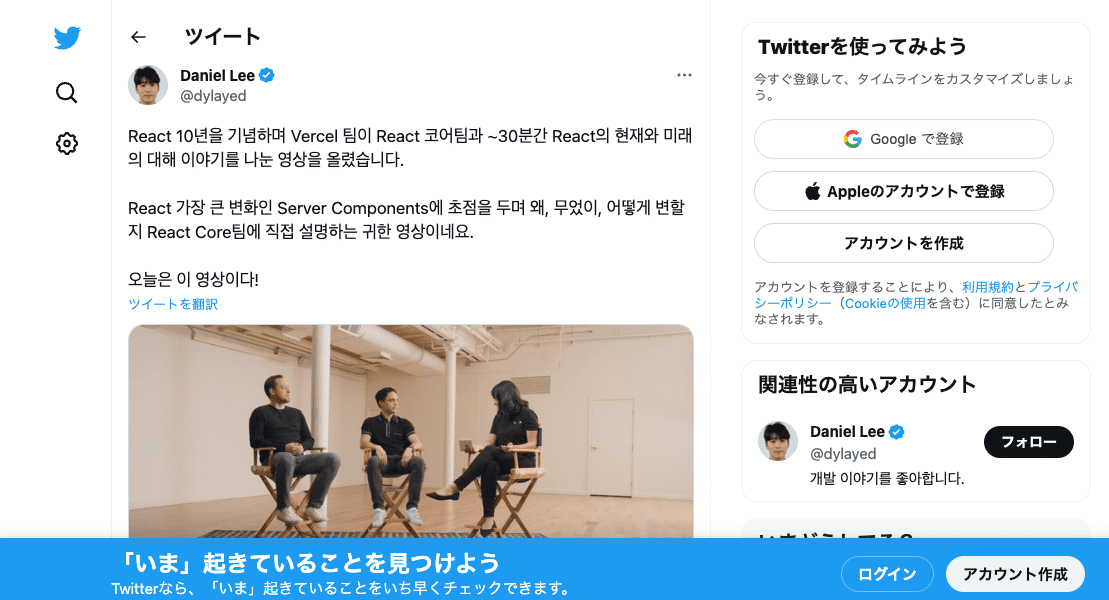 ツイート
Daniel Lee
@dylayed
React 10년을 기념하며 Vercel 팀이 React 코어팀과 ~30분간 React의 현재와 미래
의 대해 이야기를 나눈 영상을 올렸습니다.
React 가장 큰 변화인 Server Components에 초점을 두며 왜, 무었이, 어떻게 변할
지 React Core팀에 직접 설명하는 귀한 영상이네요.
오늘은 이 영상이다!
ツイートを翻訳
Twitterを使ってみよう
今すぐ登録して、タイムラインをカスタマイズしましょ
う。
Google で登録
Appleのアカウントで登録
アカウントを作成
アカウントを登録することにより、利用規約とプライバ
シーポリシー（Cookieの使用を含む）に同意したとみ
なされます。
関連性の高いアカウント
Daniel Lee
@dylayed
フォロー
개발 이야기를 좋아합니다.
いまどうしてる?
「いま」起きていることを見つけよう
Twitterなら、「いま」起きていることをいち早くチェックできます。
ログイン
アカウント作成